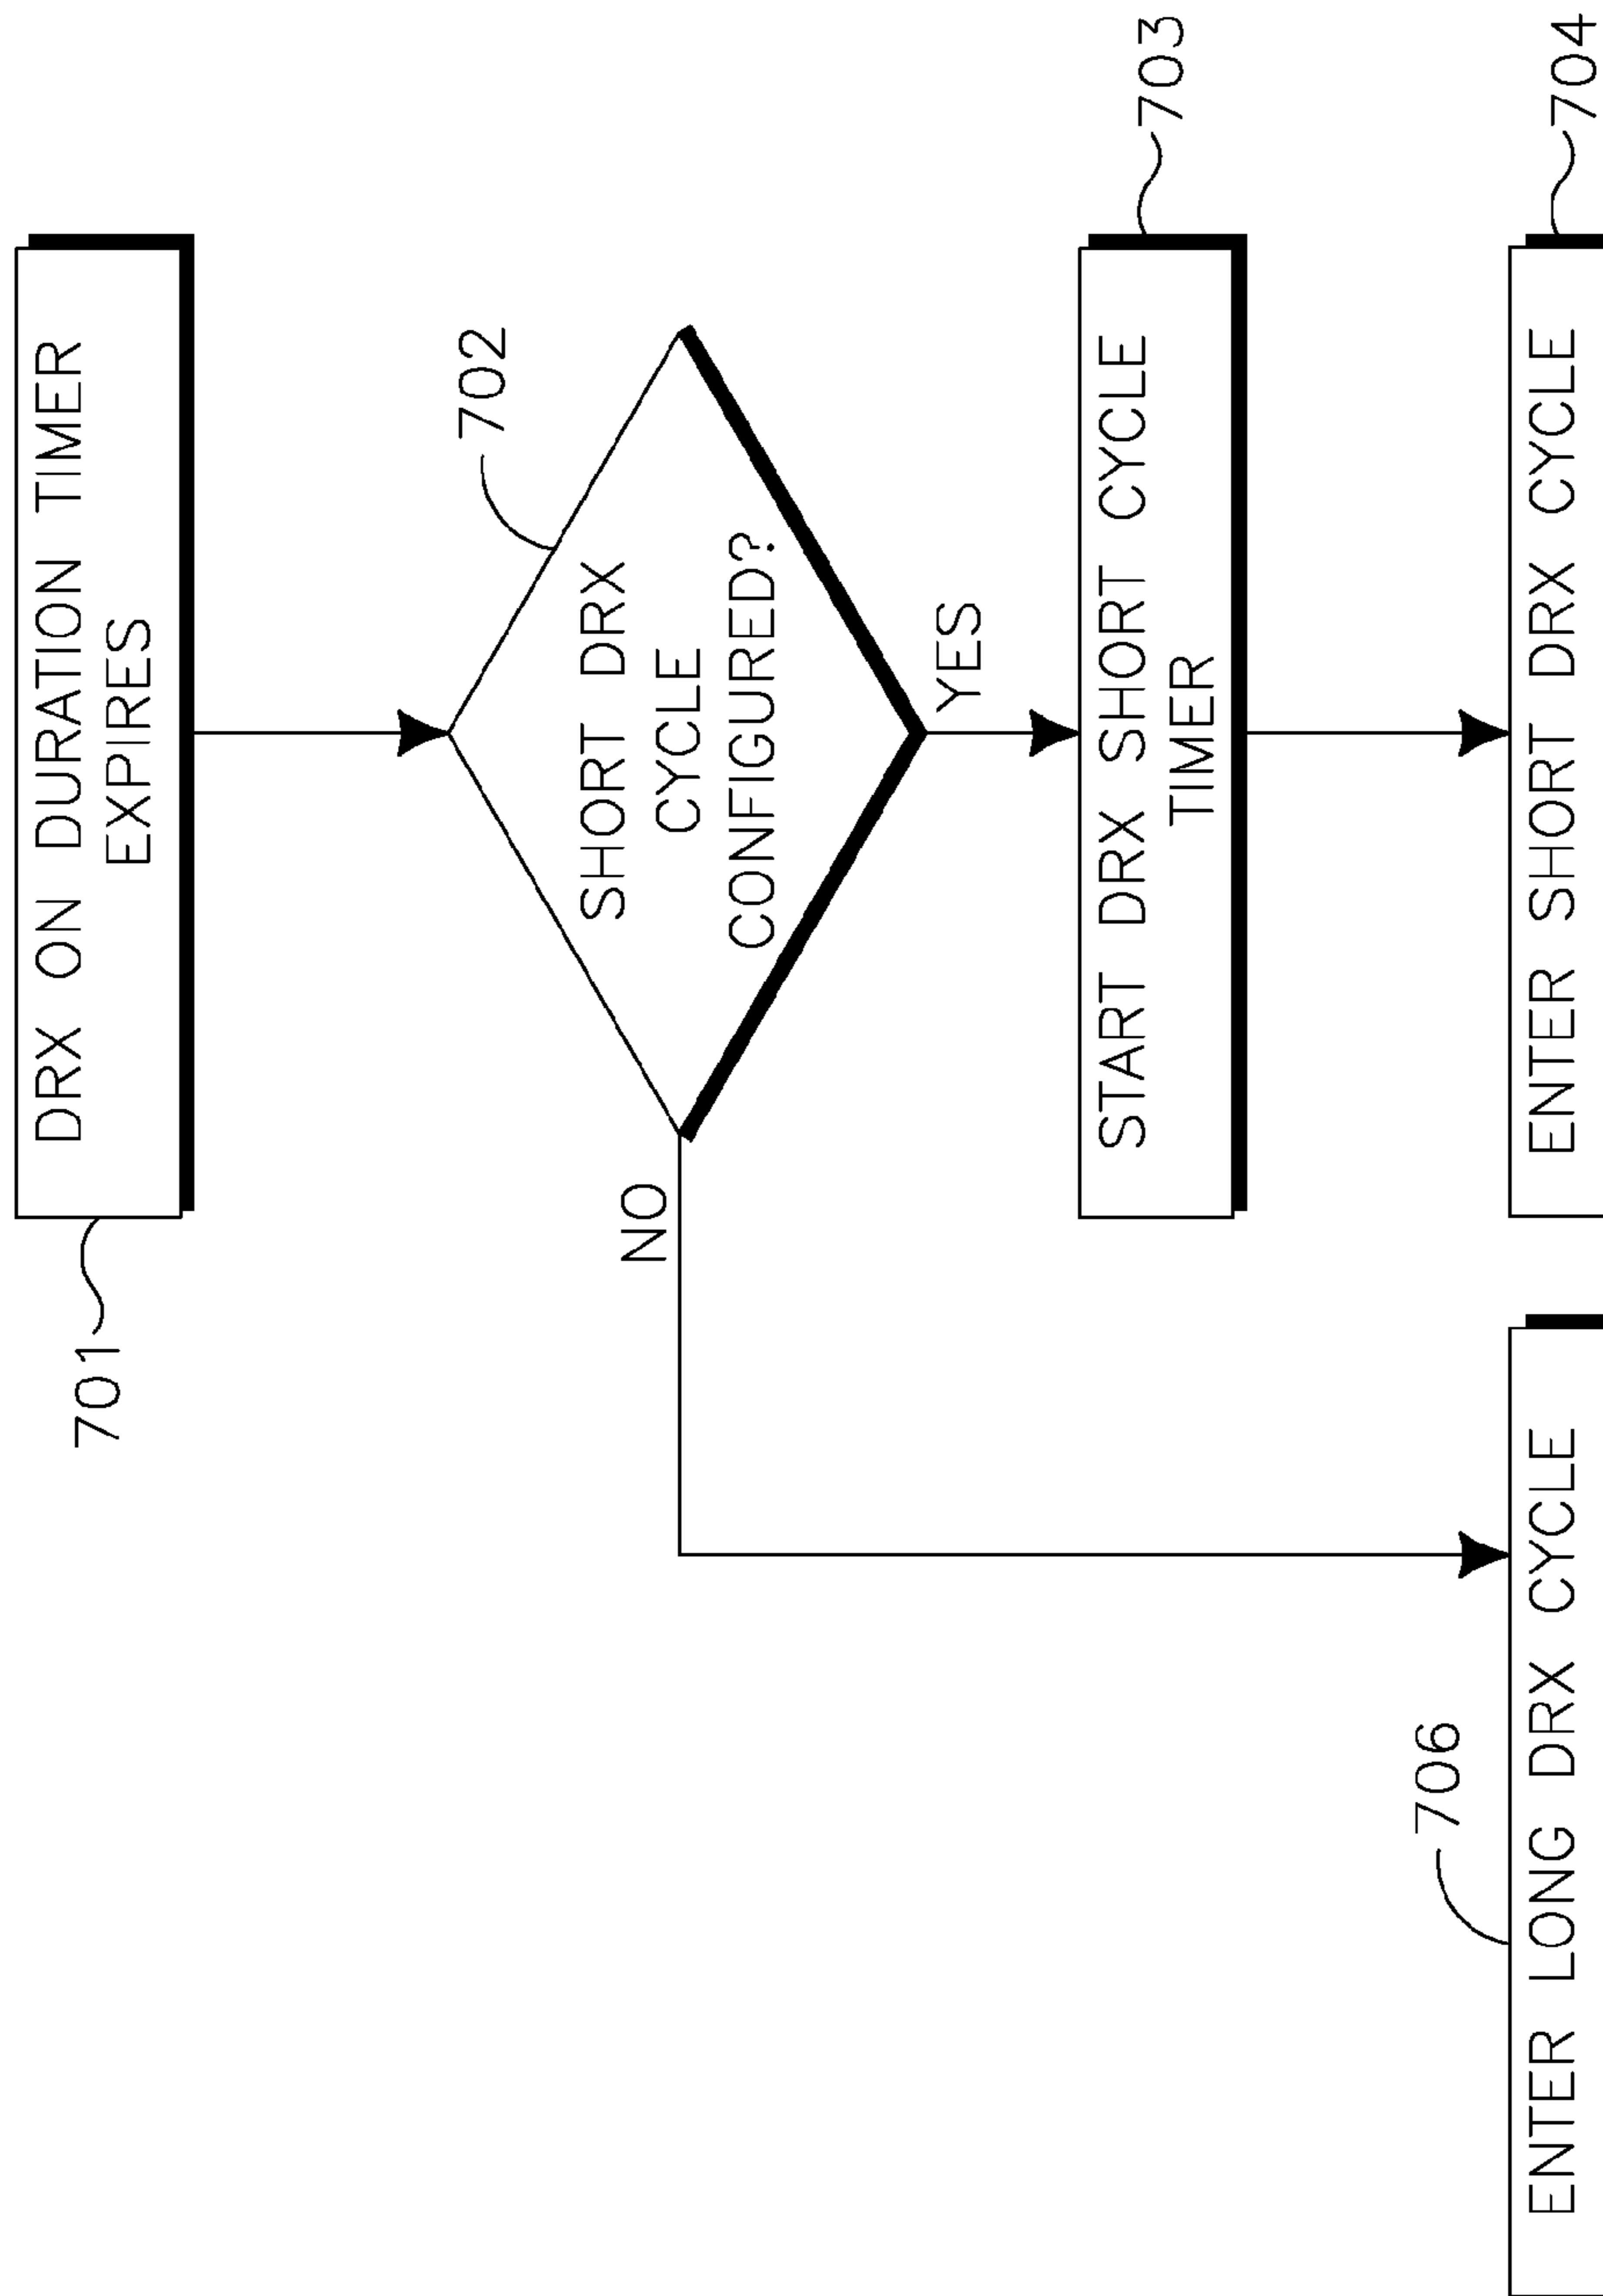 701
DRX ON DURATION TIMER
EXPIRES
702
SHORT DRX
CYCLE
CONFIGURED?
NO
YES
START DRX SHORT CYCLE
TIMER
703
706
ENTER LONG DRX CYCLE
ENTER SHORT DRX CYCLE
704